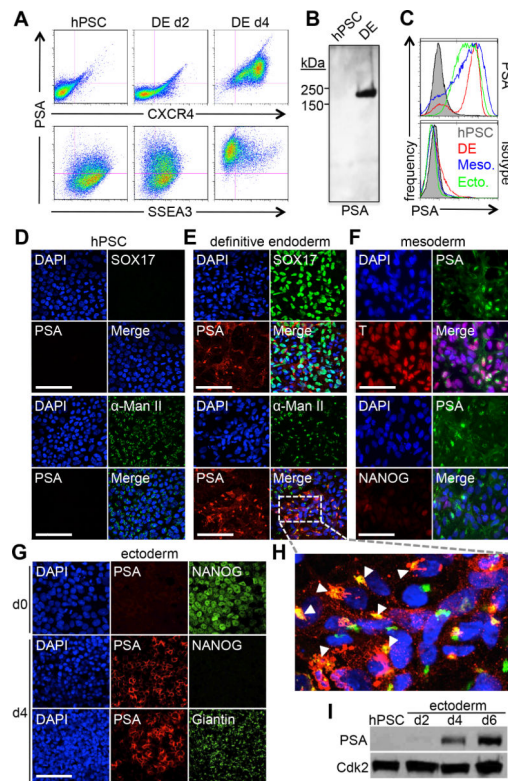 A hPSC DE d2 DE d4
PSA
CXCR4
SSEA3
B hPSC DE
kDa
250
150
PSA
C
frequency
PSA
hPSC
DE
Meso.
Ecto.
Isotype
PSA
D hPSC
DAPI SOX17
PSA Merge
DAPI α-Man II
PSA Merge
E definitive endoderm
DAPI SOX17
PSA Merge
DAPI α-Man II
PSA Merge
F mesoderm
DAPI PSA
T Merge
DAPI PSA
NANOG Merge
G ectoderm
d0
DAPI PSA NANOG
d4
DAPI PSA NANOG
DAPI PSA Giantin
H
I ectoderm
hPSC d2 d4 d6
PSA
Cdk2